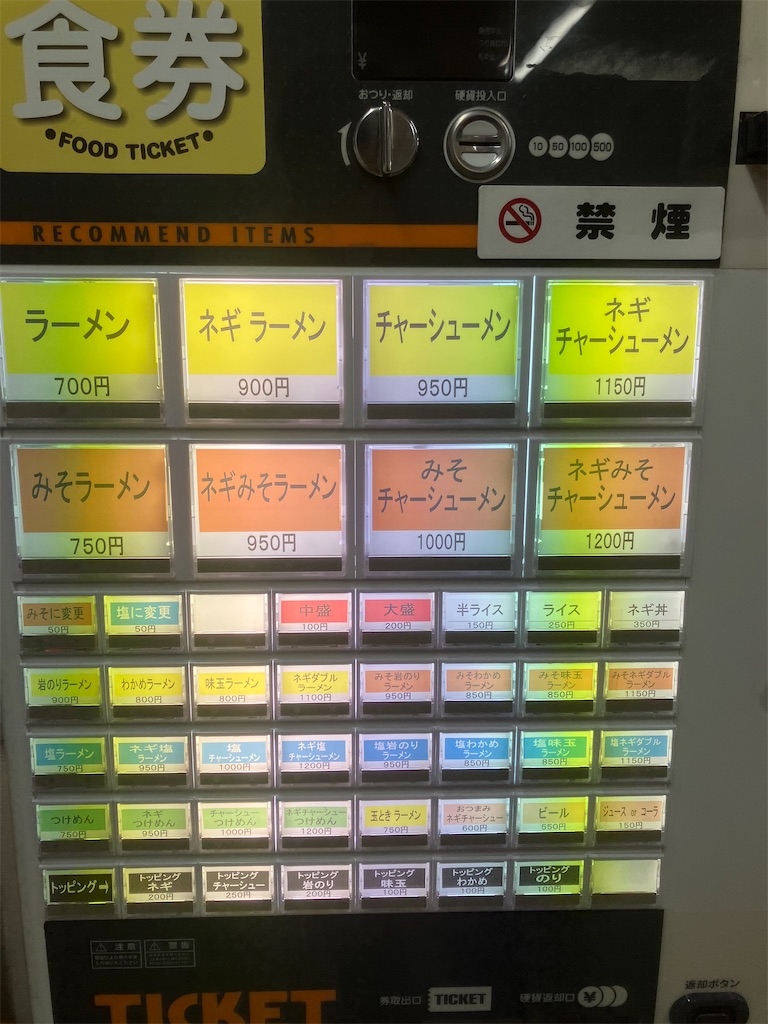 食券
●FOOD TICKET●
¥
おつり・返却
硬貨投入口
10 50 100 500
禁煙
RECOMMEND ITEMS
ラーメン
700円
ネギ ラーメン
900円
チャーシューメン
950円
ネギ
チャーシューメン
1150円
みそラーメン
750円
ネギみそラーメン
950円
みそ
チャーシューメン
1000円
ネギみそ
チャーシューメン
1200円
みそに変更
50円
塩に変更
50円
中盛
100円
大盛
200円
半ライス
150円
ライス
250円
ネギ丼
350円
岩のりラーメン
900円
わかめラーメン
800円
味玉ラーメン
800円
ネギダブル
ラーメン
1100円
みそ岩のり
ラーメン
950円
みそわかめ
ラーメン
850円
みそ味玉
ラーメン
850円
みそネギダブル
ラーメン
1150円
塩ラーメン
750円
ネギ塩
ラーメン
950円
塩
チャーシューメン
1000円
ネギ塩
チャーシューメン
1200円
塩岩のり
ラーメン
950円
塩わかめ
ラーメン
850円
塩味玉
ラーメン
850円
塩ネギダブル
ラーメン
1150円
つけめん
750円
ネギ
つけめん
950円
チャーシュー
つけめん
1000円
ネギチャーシュー
つけめん
1200円
玉とき ラーメン
750円
おつまみ
ネギチャーシュー
600円
ビール
550円
ジュース or コーラ
150円
トッピング➡
トッピング
ネギ
200円
トッピング
チャーシュー
250円
トッピング
岩のり
200円
トッピング
味玉
100円
トッピング
わかめ
100円
トッピング
のり
100円
⚠ 注意
⚠ 警告
TICKET
券取出口
TICKET
硬貨返却口
¥
返却ボタン